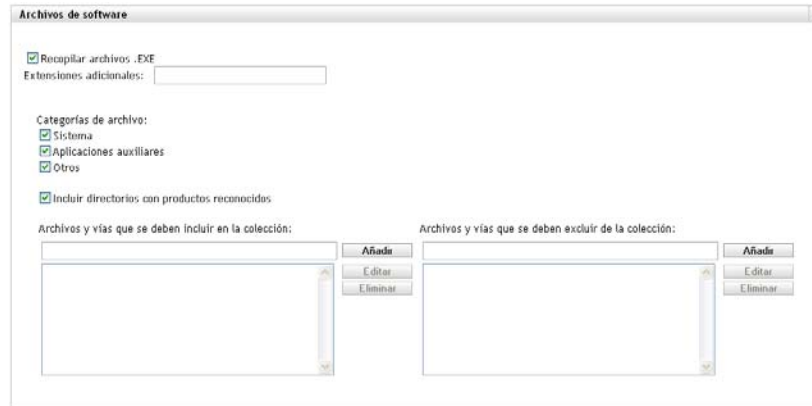 Archivos de software
Recopilar archivos .EXE
Extensiones adicionales:
Categorías de archivo:
Sistema
Aplicaciones auxiliares
Otros
Incluir directorios con productos reconocidos
Archivos y vías que se deben incluir en la colección:
Añadir
Editar
Eliminar
Archivos y vías que se deben excluir de la colección:
Añadir
Editar
Eliminar